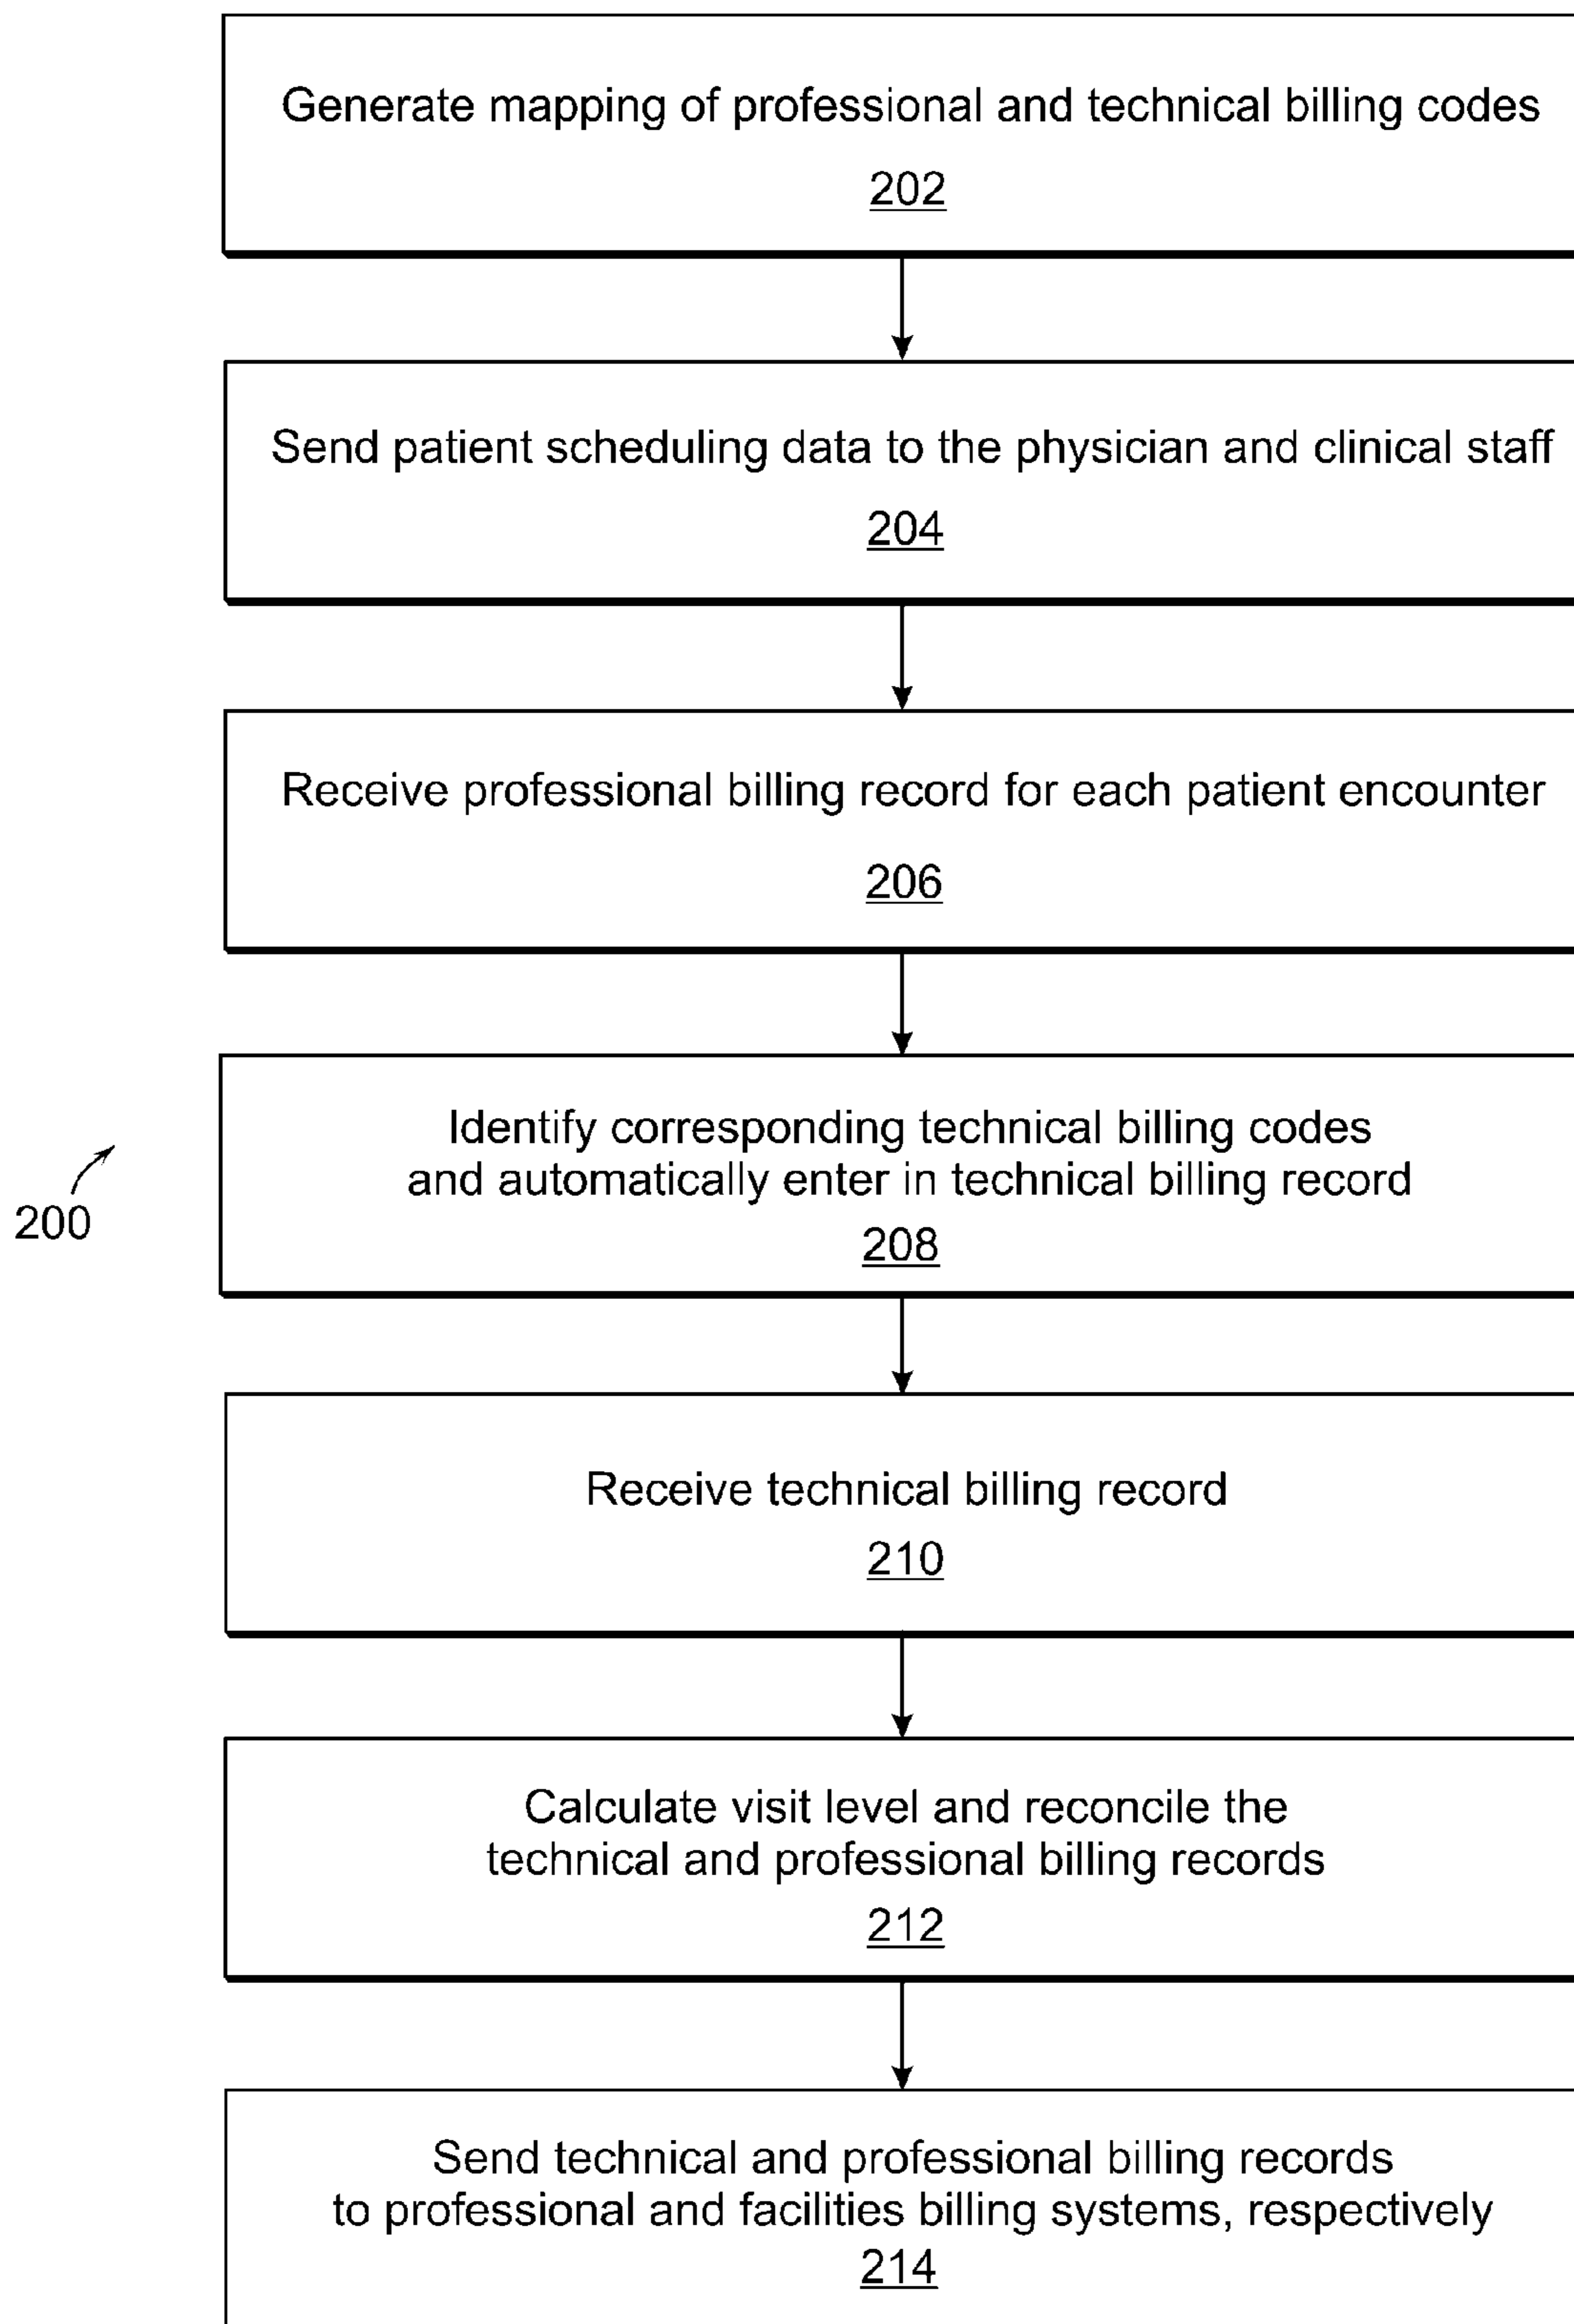 Generate mapping of professional and technical billing codes
202
Send patient scheduling data to the physician and clinical staff
204
Receive professional billing record for each patient encounter
206
Identify corresponding technical billing codes
and automatically enter in technical billing record
208
200
Receive technical billing record
210
Calculate visit level and reconcile the
technical and professional billing records
212
Send technical and professional billing records
to professional and facilities billing systems, respectively
214